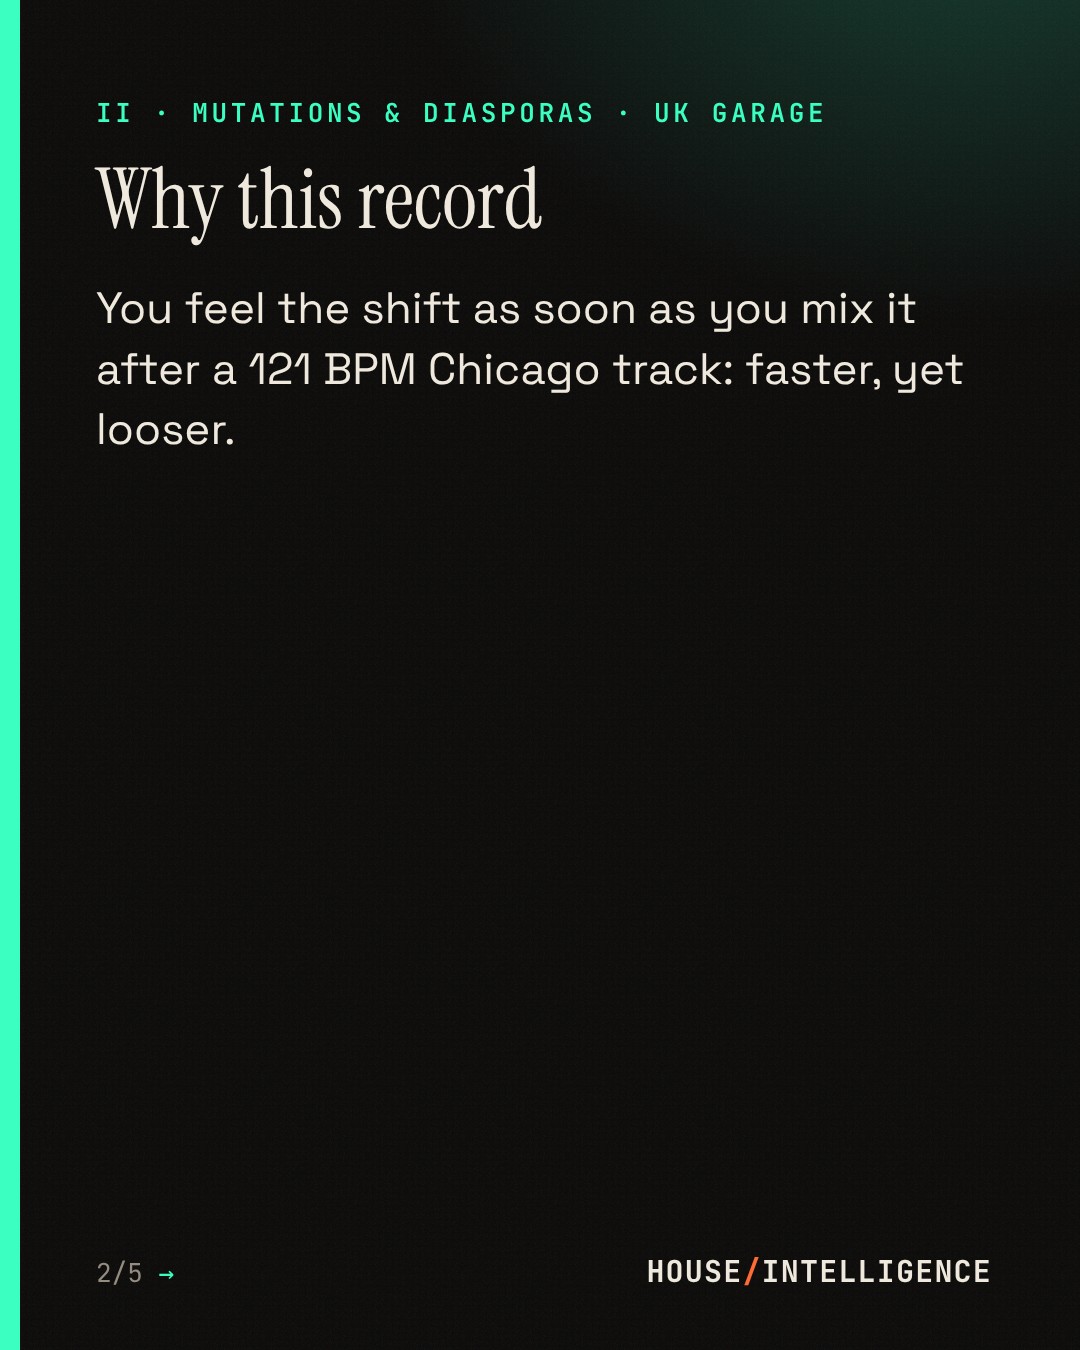 II · MUTATIONS & DIASPORAS · UK GARAGE
Why this record
You feel the shift as soon as you mix it
after a 121 BPM Chicago track: faster, yet
looser.
2/5 →
HOUSE/INTELLIGENCE